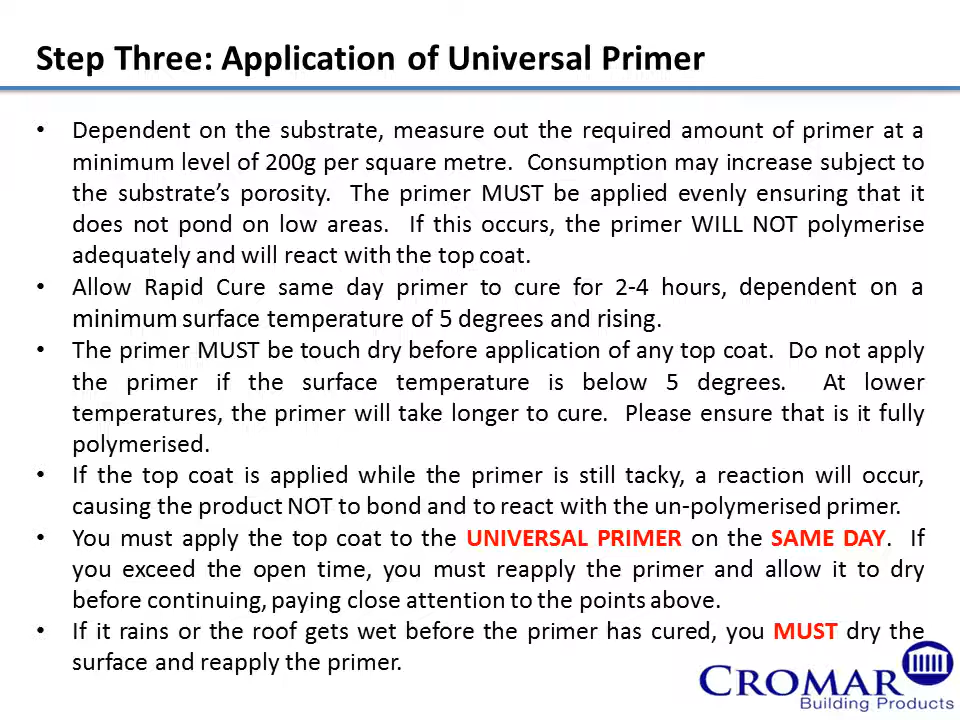 Step Three: Application of Universal Primer
• Dependent on the substrate, measure out the required amount of primer at a
minimum level of 200g per square metre. Consumption may increase subject to
the substrate's porosity. The primer MUST be applied evenly ensuring that it
does not pond on low areas. If this occurs, the primer WILL NOT polymerise
adequately and will react with the top coat.
• Allow Rapid Cure same day primer to cure for 2-4 hours, dependent on a
minimum surface temperature of 5 degrees and rising.
• The primer MUST be touch dry before application of any top coat. Do not apply
the primer if the surface temperature is below 5 degrees. At lower
temperatures, the primer will take longer to cure. Please ensure that is it fully
polymerised.
• If the top coat is applied while the primer is still tacky, a reaction will occur,
causing the product NOT to bond and to react with the un-polymerised primer.
• You must apply the top coat to the UNIVERSAL PRIMER on the SAME DAY. If
you exceed the open time, you must reapply the primer and allow it to dry
before continuing, paying close attention to the points above.
• If it rains or the roof gets wet before the primer has cured, you MUST dry the
surface and reapply the primer.
CROMAR
Building Products